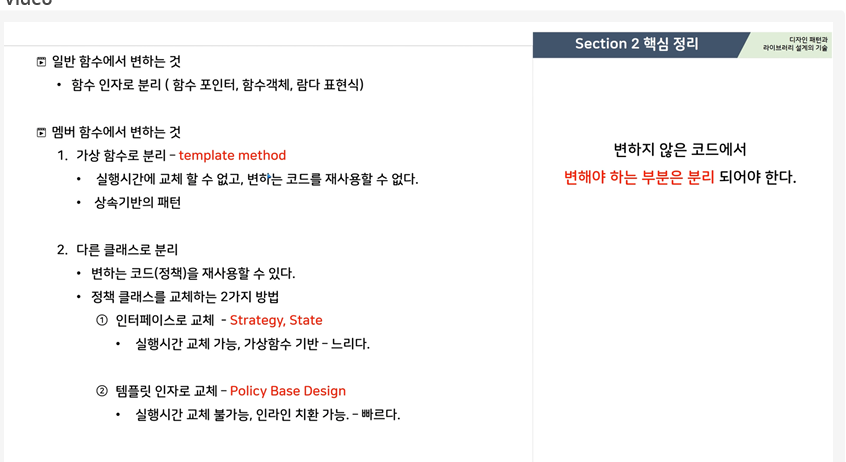 video
Section 2 핵심 정리
디자인 패턴과
라이브러리 설계의 기술
일반 함수에서 변하는 것
• 함수 인자로 분리 ( 함수 포인터, 함수객체, 람다 표현식)
멤버 함수에서 변하는 것
1. 가상 함수로 분리 – template method
• 실행시간에 교체 할 수 없고, 변하는 코드를 재사용할 수 없다.
• 상속기반의 패턴
2. 다른 클래스로 분리
• 변하는 코드(정책)을 재사용할 수 있다.
• 정책 클래스를 교체하는 2가지 방법
① 인터페이스로 교체 - Strategy, State
• 실행시간 교체 가능, 가상함수 기반 – 느리다.
② 템플릿 인자로 교체 – Policy Base Design
• 실행시간 교체 불가능, 인라인 치환 가능. – 빠르다.
변하지 않은 코드에서
변해야 하는 부분은 분리 되어야 한다.